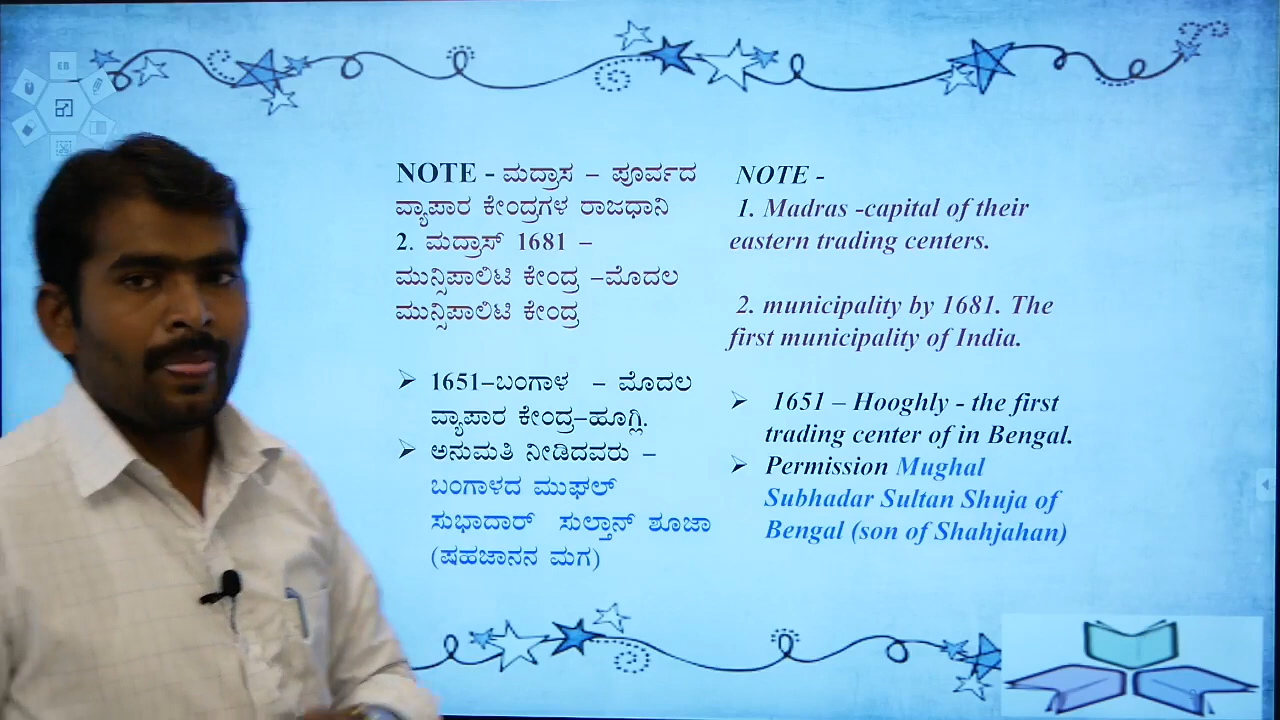 NOTE - ಮದ್ರಾಸ – ಪೂರ್ವದ
ವ್ಯಾಪಾರ ಕೇಂದ್ರಗಳ ರಾಜಧಾನಿ
2. ಮದ್ರಾಸ್ 1681 –
ಮುನ್ಸಿಪಾಲಿಟಿ ಕೇಂದ್ರ –ಮೊದಲ
ಮುನ್ಸಿಪಾಲಿಟಿ ಕೇಂದ್ರ
➢ 1651–ಬಂಗಾಳ – ಮೊದಲ
ವ್ಯಾಪಾರ ಕೇಂದ್ರ–ಹೂಗ್ಲಿ.
➢ ಅನುಮತಿ ನೀಡಿದವರು –
ಬಂಗಾಳದ ಮುಘಲ್
ಸುಭಾದಾರ್ ಸುಲ್ತಾನ್ ಶೂಜಾ
(ಷಹಜಾನನ ಮಗ)
NOTE -
1. Madras -capital of their
eastern trading centers.
2. municipality by 1681. The
first municipality of India.
➢ 1651 – Hooghly - the first
trading center of in Bengal.
➢ Permission Mughal
Subhadar Sultan Shuja of
Bengal (son of Shahjahan)